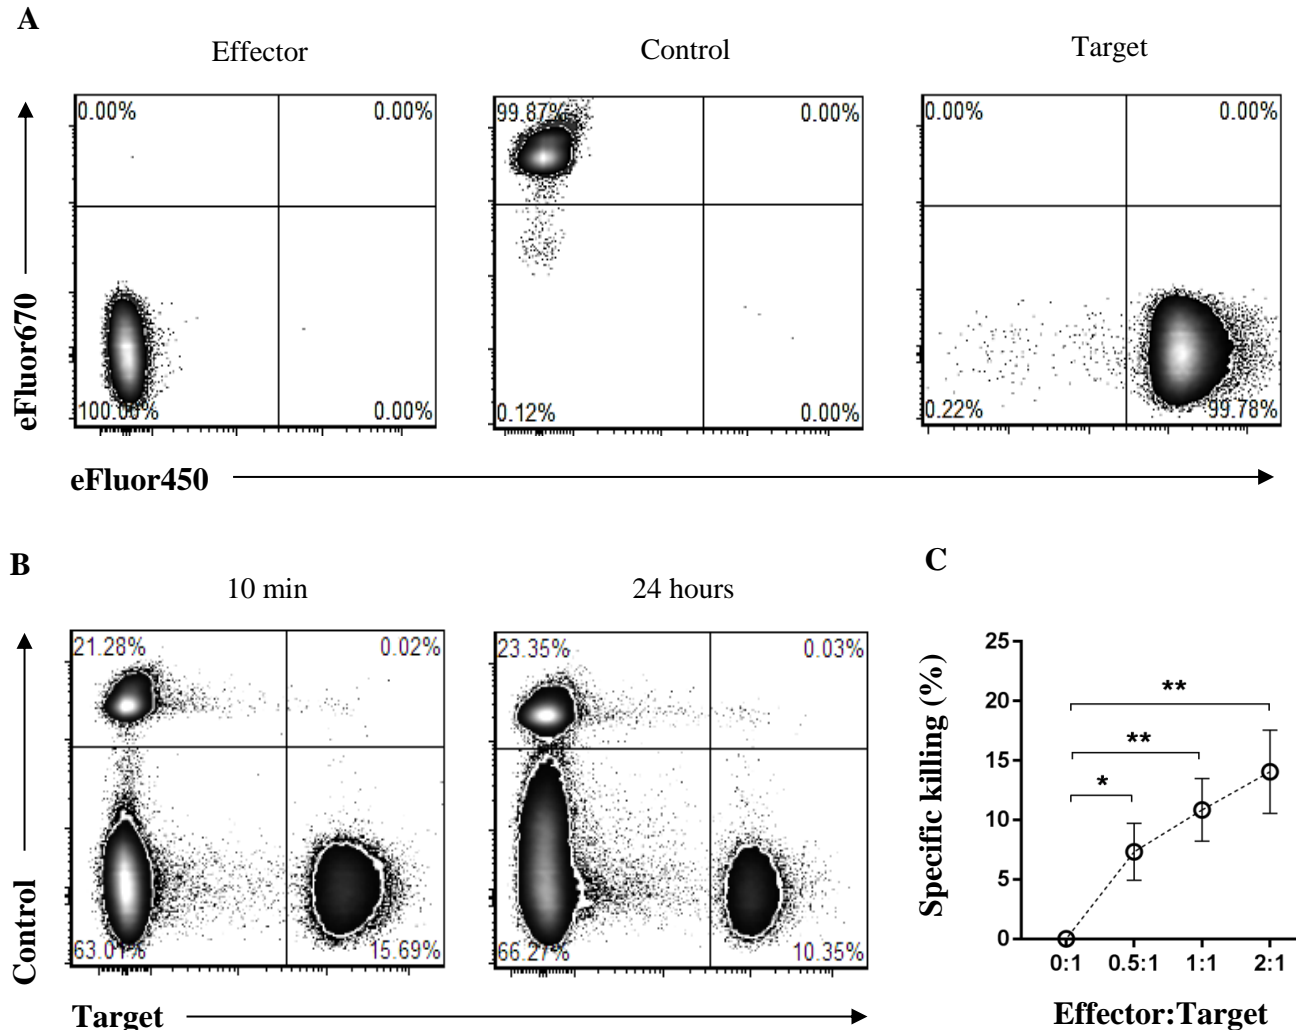 A
Effector
Control
Target
0.00%
0.00%
99.87%
0.00%
0.00%
0.00%
eFluor670
100.00%
0.00%
0.12%
0.00%
0.22%
99.78%
eFluor450
B
10 min
24 hours
C
21.28%
0.02%
23.35%
0.03%
Control
63.01%
15.69%
66.27%
10.35%
Target
Specific killing (%)
25
20
15
10
5
0
**
**
*
0:1
0.5:1
1:1
2:1
Effector:Target